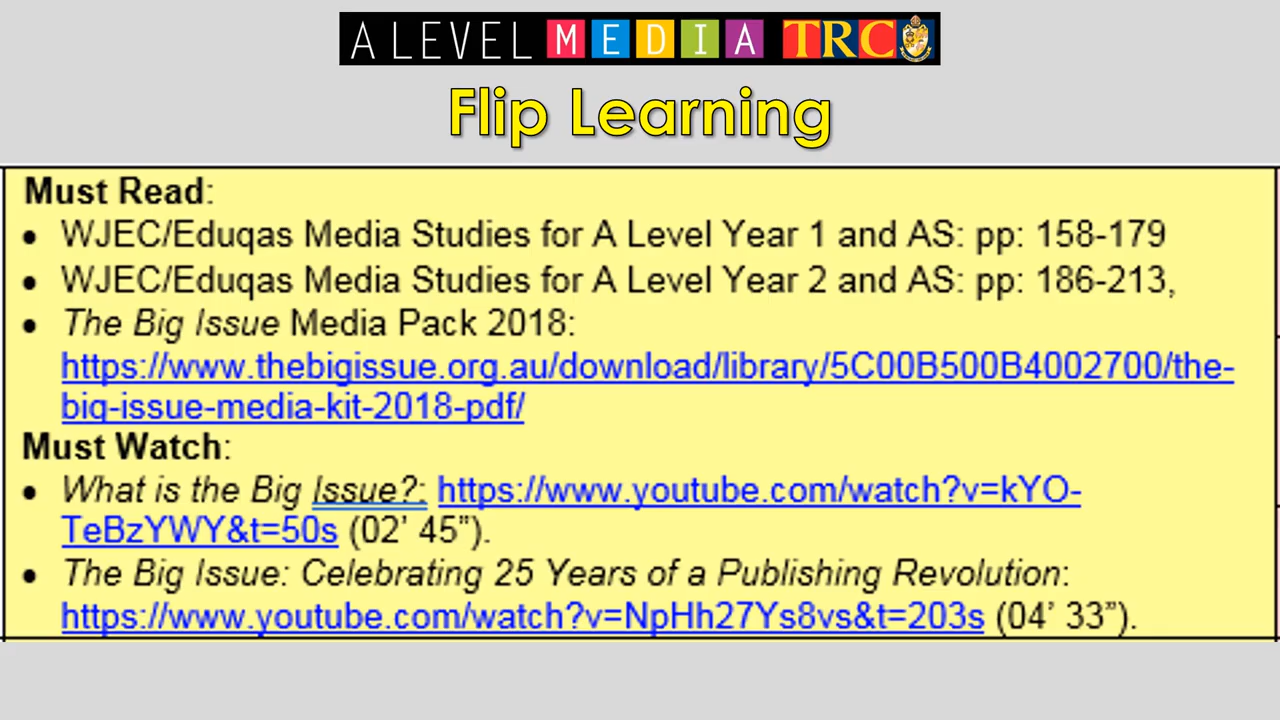 A LEVEL MEDIA TRC
Flip Learning
Must Read:
• WJEC/Eduqas Media Studies for A Level Year 1 and AS: pp: 158-179
• WJEC/Eduqas Media Studies for A Level Year 2 and AS: pp: 186-213,
• The Big Issue Media Pack 2018:
https://www.thebigissue.org.au/download/library/5C00B500B4002700/the-
big-issue-media-kit-2018-pdf/
Must Watch:
• What is the Big Issue?: https://www.youtube.com/watch?v=kYO-
TeBzYWY&t=50s (02’ 45”).
• The Big Issue: Celebrating 25 Years of a Publishing Revolution:
https://www.youtube.com/watch?v=NpHh27Ys8vs&t=203s (04’ 33”).